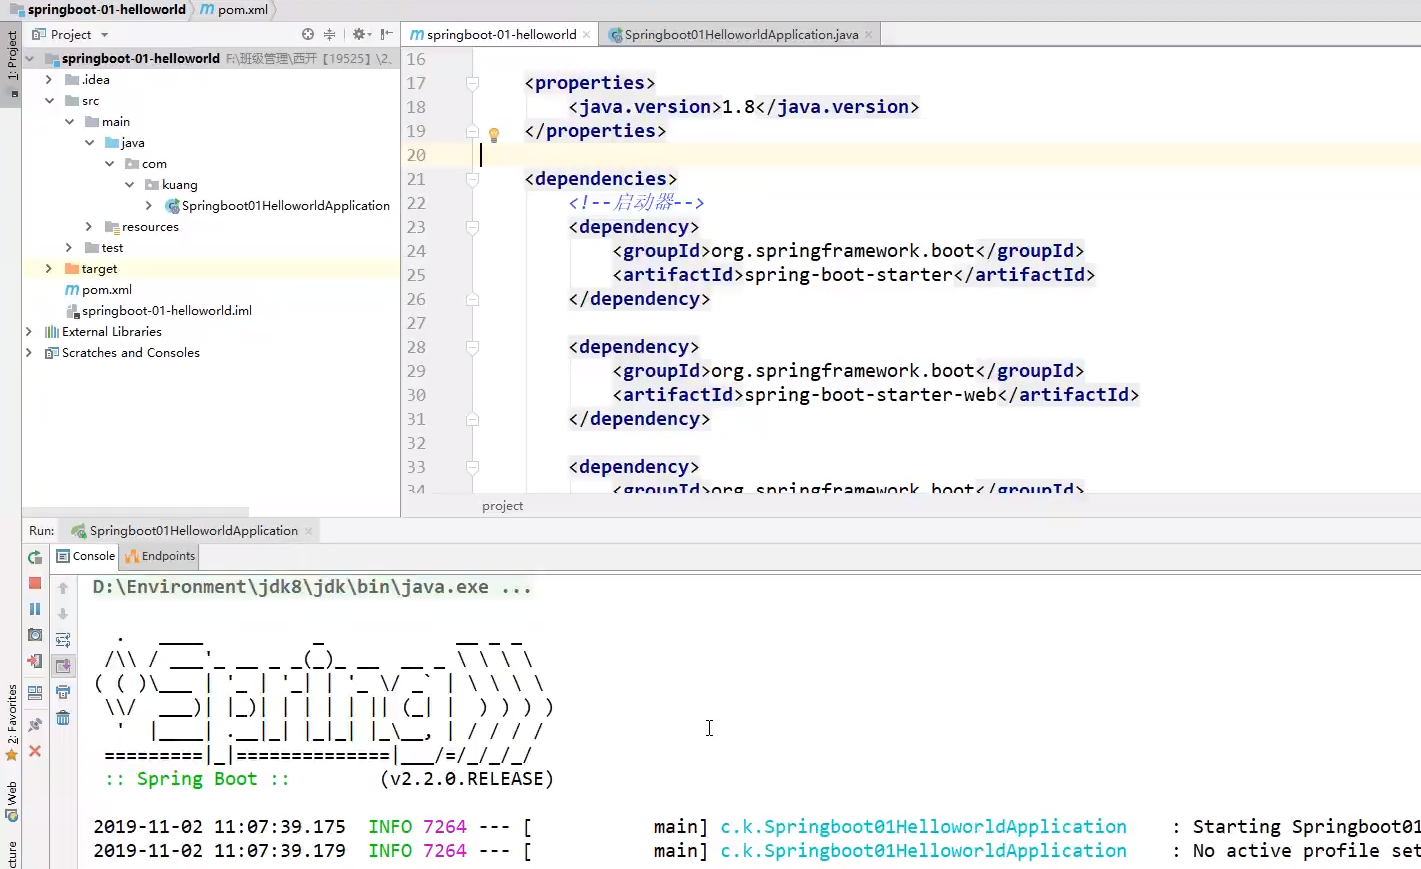 springboot-01-helloworld
pom.xml
Project
springboot-01-helloworld
Springboot01HelloworldApplication.java
1: Project
springboot-01-helloworld F:\班级管理\西开【19525】\2、
.idea
src
main
java
com
kuang
Springboot01HelloworldApplication
resources
test
target
pom.xml
springboot-01-helloworld.iml
External Libraries
Scratches and Consoles
16
17 <properties>
18 <java.version>1.8</java.version>
19 </properties>
20
21 <dependencies>
22 <!--启动器-->
23 <dependency>
24 <groupId>org.springframework.boot</groupId>
25 <artifactId>spring-boot-starter</artifactId>
26 </dependency>
27
28 <dependency>
29 <groupId>org.springframework.boot</groupId>
30 <artifactId>spring-boot-starter-web</artifactId>
31 </dependency>
32
33 <dependency>
34 <groupId>org.springframework.boot</groupId>
project
Run: Springboot01HelloworldApplication
Console Endpoints
2: Favorites
Web
D:\Environment\jdk8\jdk\bin\java.exe ...
Spring
:: Spring Boot :: (v2.2.0.RELEASE)
2019-11-02 11:07:39.175 INFO 7264 --- [ main] c.k.Springboot01HelloworldApplication : Starting Springboot01
2019-11-02 11:07:39.179 INFO 7264 --- [ main] c.k.Springboot01HelloworldApplication : No active profile set